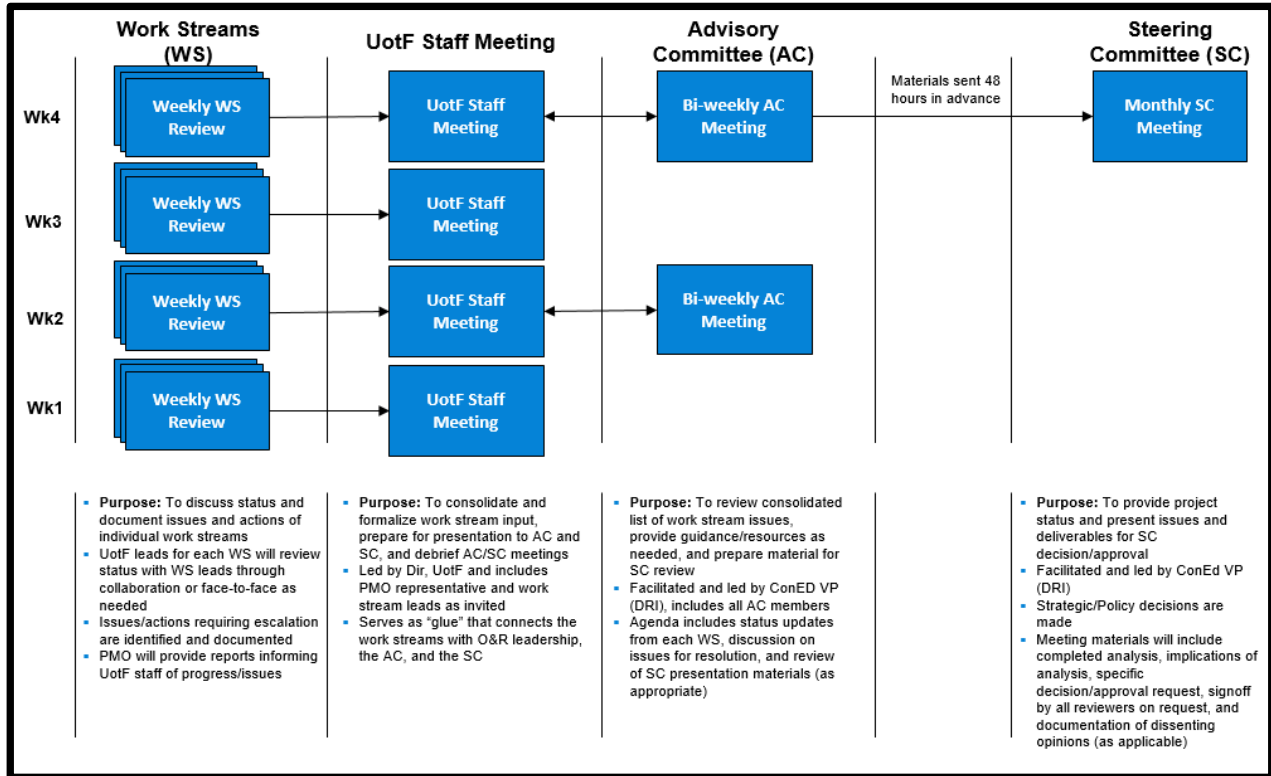 Work Streams
(WS)
UotF Staff Meeting
Advisory
Committee (AC)
Steering
Committee (SC)
Materials sent 48
hours in advance
Wk4
Weekly WS
Review
UotF Staff
Meeting
Bi-weekly AC
Meeting
Monthly SC
Meeting
Wk3
Weekly WS
Review
UotF Staff
Meeting
Wk2
Weekly WS
Review
UotF Staff
Meeting
Bi-weekly AC
Meeting
Wk1
Weekly WS
Review
UotF Staff
Meeting
Purpose: To discuss status and
document issues and actions of
individual work streams
UotF leads for each WS will review
status with WS leads through
collaboration or face-to-face as
needed
Issues/actions requiring escalation
are identified and documented
PMO will provide reports informing
UotF staff of progress/issues
Purpose: To consolidate and
formalize work stream input,
prepare for presentation to AC and
SC, and debrief AC/SC meetings
Led by Dir, UotF and includes
PMO representative and work
stream leads as invited
Serves as “glue” that connects the
work streams with O&R leadership,
the AC, and the SC
Purpose: To review consolidated
list of work stream issues,
provide guidance/resources as
needed, and prepare material for
SC review
Facilitated and led by ConED VP
(DRI), includes all AC members
Agenda includes status updates
from each WS, discussion on
issues for resolution, and review
of SC presentation materials (as
appropriate)
Purpose: To provide project
status and present issues and
deliverables for SC
decision/approval
Facilitated and led by ConEd VP
(DRI)
Strategic/Policy decisions are
made
Meeting materials will include
completed analysis, implications of
analysis, specific
decision/approval request, signoff
by all reviewers on request, and
documentation of dissenting
opinions (as applicable)